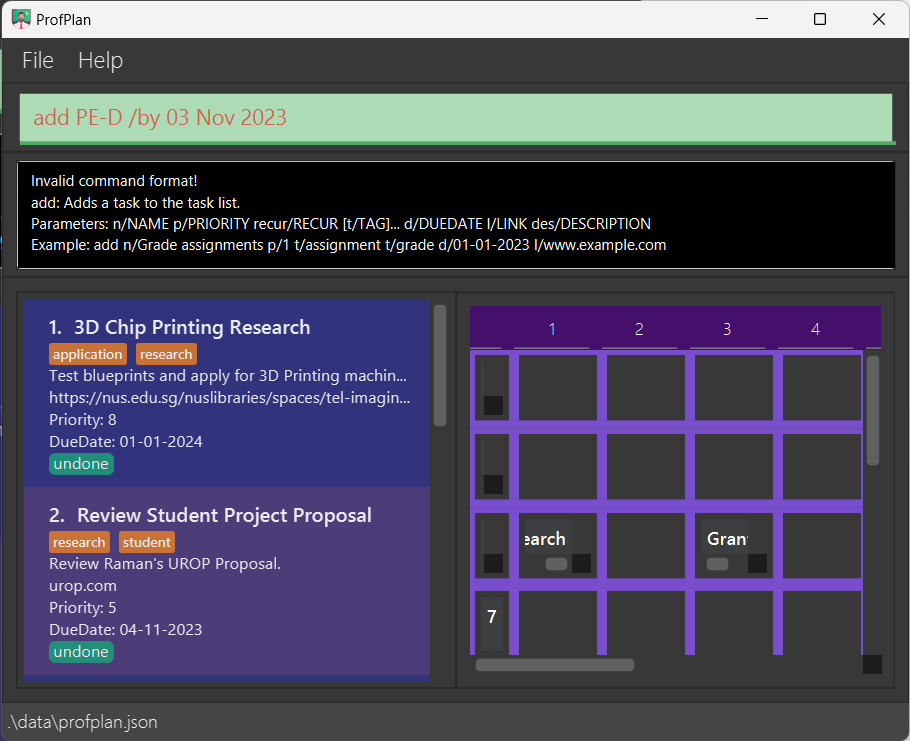 ProfPlan
File Help
add PE-D /by 03 Nov 2023
Invalid command format!
add: Adds a task to the task list.
Parameters: n/NAME p/PRIORITY recur/RECUR [t/TAG]... d/DUEDATE l/LINK des/DESCRIPTION
Example: add n/Grade assignments p/1 t/assignment t/grade d/01-01-2023 l/www.example.com
1. 3D Chip Printing Research
application research
Test blueprints and apply for 3D Printing machin...
https://nus.edu.sg/nuslibraries/spaces/tel-imagin...
Priority: 8
DueDate: 01-01-2024
undone
2. Review Student Project Proposal
research student
Review Raman's UROP Proposal.
urop.com
Priority: 5
DueDate: 04-11-2023
undone
1 2 3 4
earch Gran
7
.\data\profplan.json